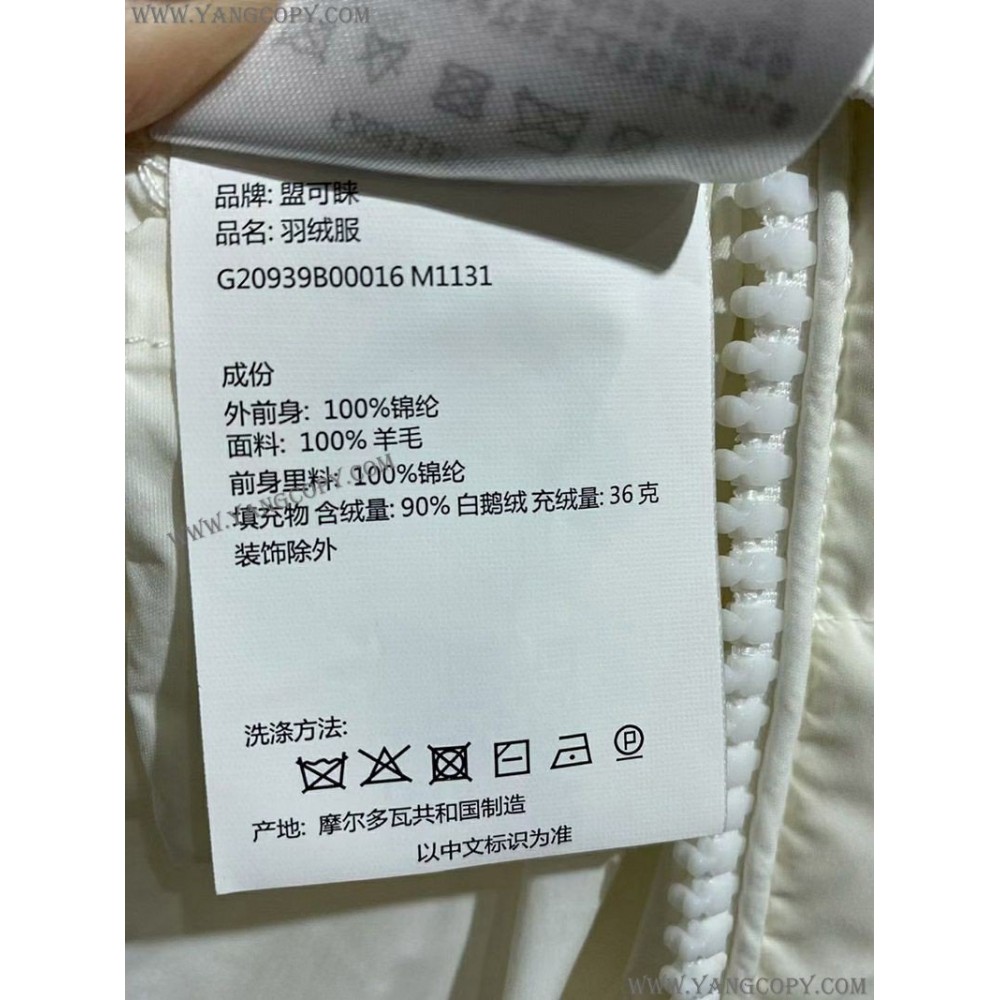 WWW.YANGCOPY.COM
品牌: 盟可睐
品名: 羽绒服
G20939B00016 M1131
成份
外前身: 100%锦纶
面料: 100% 羊毛
前身里料: 100%锦纶
WWW.YANGCOPY.COM
填充物 含绒量: 90% 白鹅绒 充绒量: 36 克
装饰除外
洗涤方法:
P
产地: 摩尔多瓦共和国制造
以中文标识为准
WWW.YANGCOPY.COM